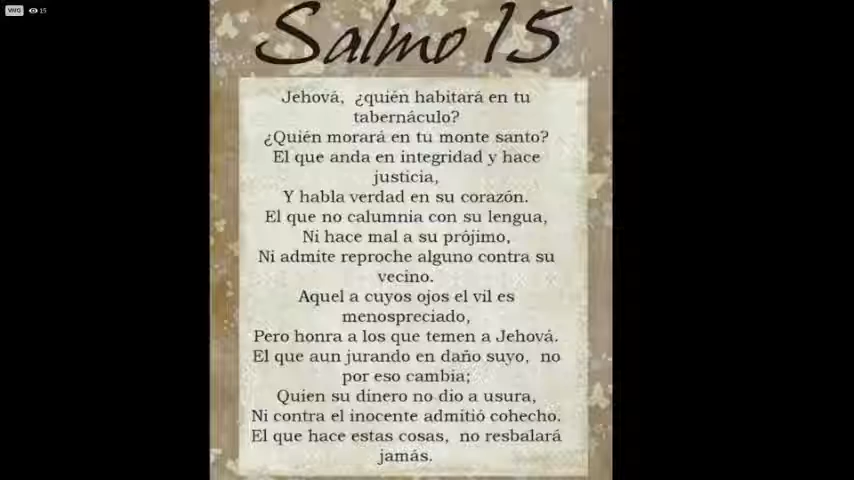 VIVO 15
Salmo 15
Jehová, ¿quién habitará en tu
tabernáculo?
¿Quién morará en tu monte santo?
El que anda en integridad y hace
justicia,
Y habla verdad en su corazón.
El que no calumnia con su lengua,
Ni hace mal a su prójimo,
Ni admite reproche alguno contra su
vecino.
Aquel a cuyos ojos el vil es
menospreciado,
Pero honra a los que temen a Jehová.
El que aun jurando en daño suyo, no
por eso cambia;
Quien su dinero no dio a usura,
Ni contra el inocente admitió cohecho.
El que hace estas cosas, no resbalará
jamás.